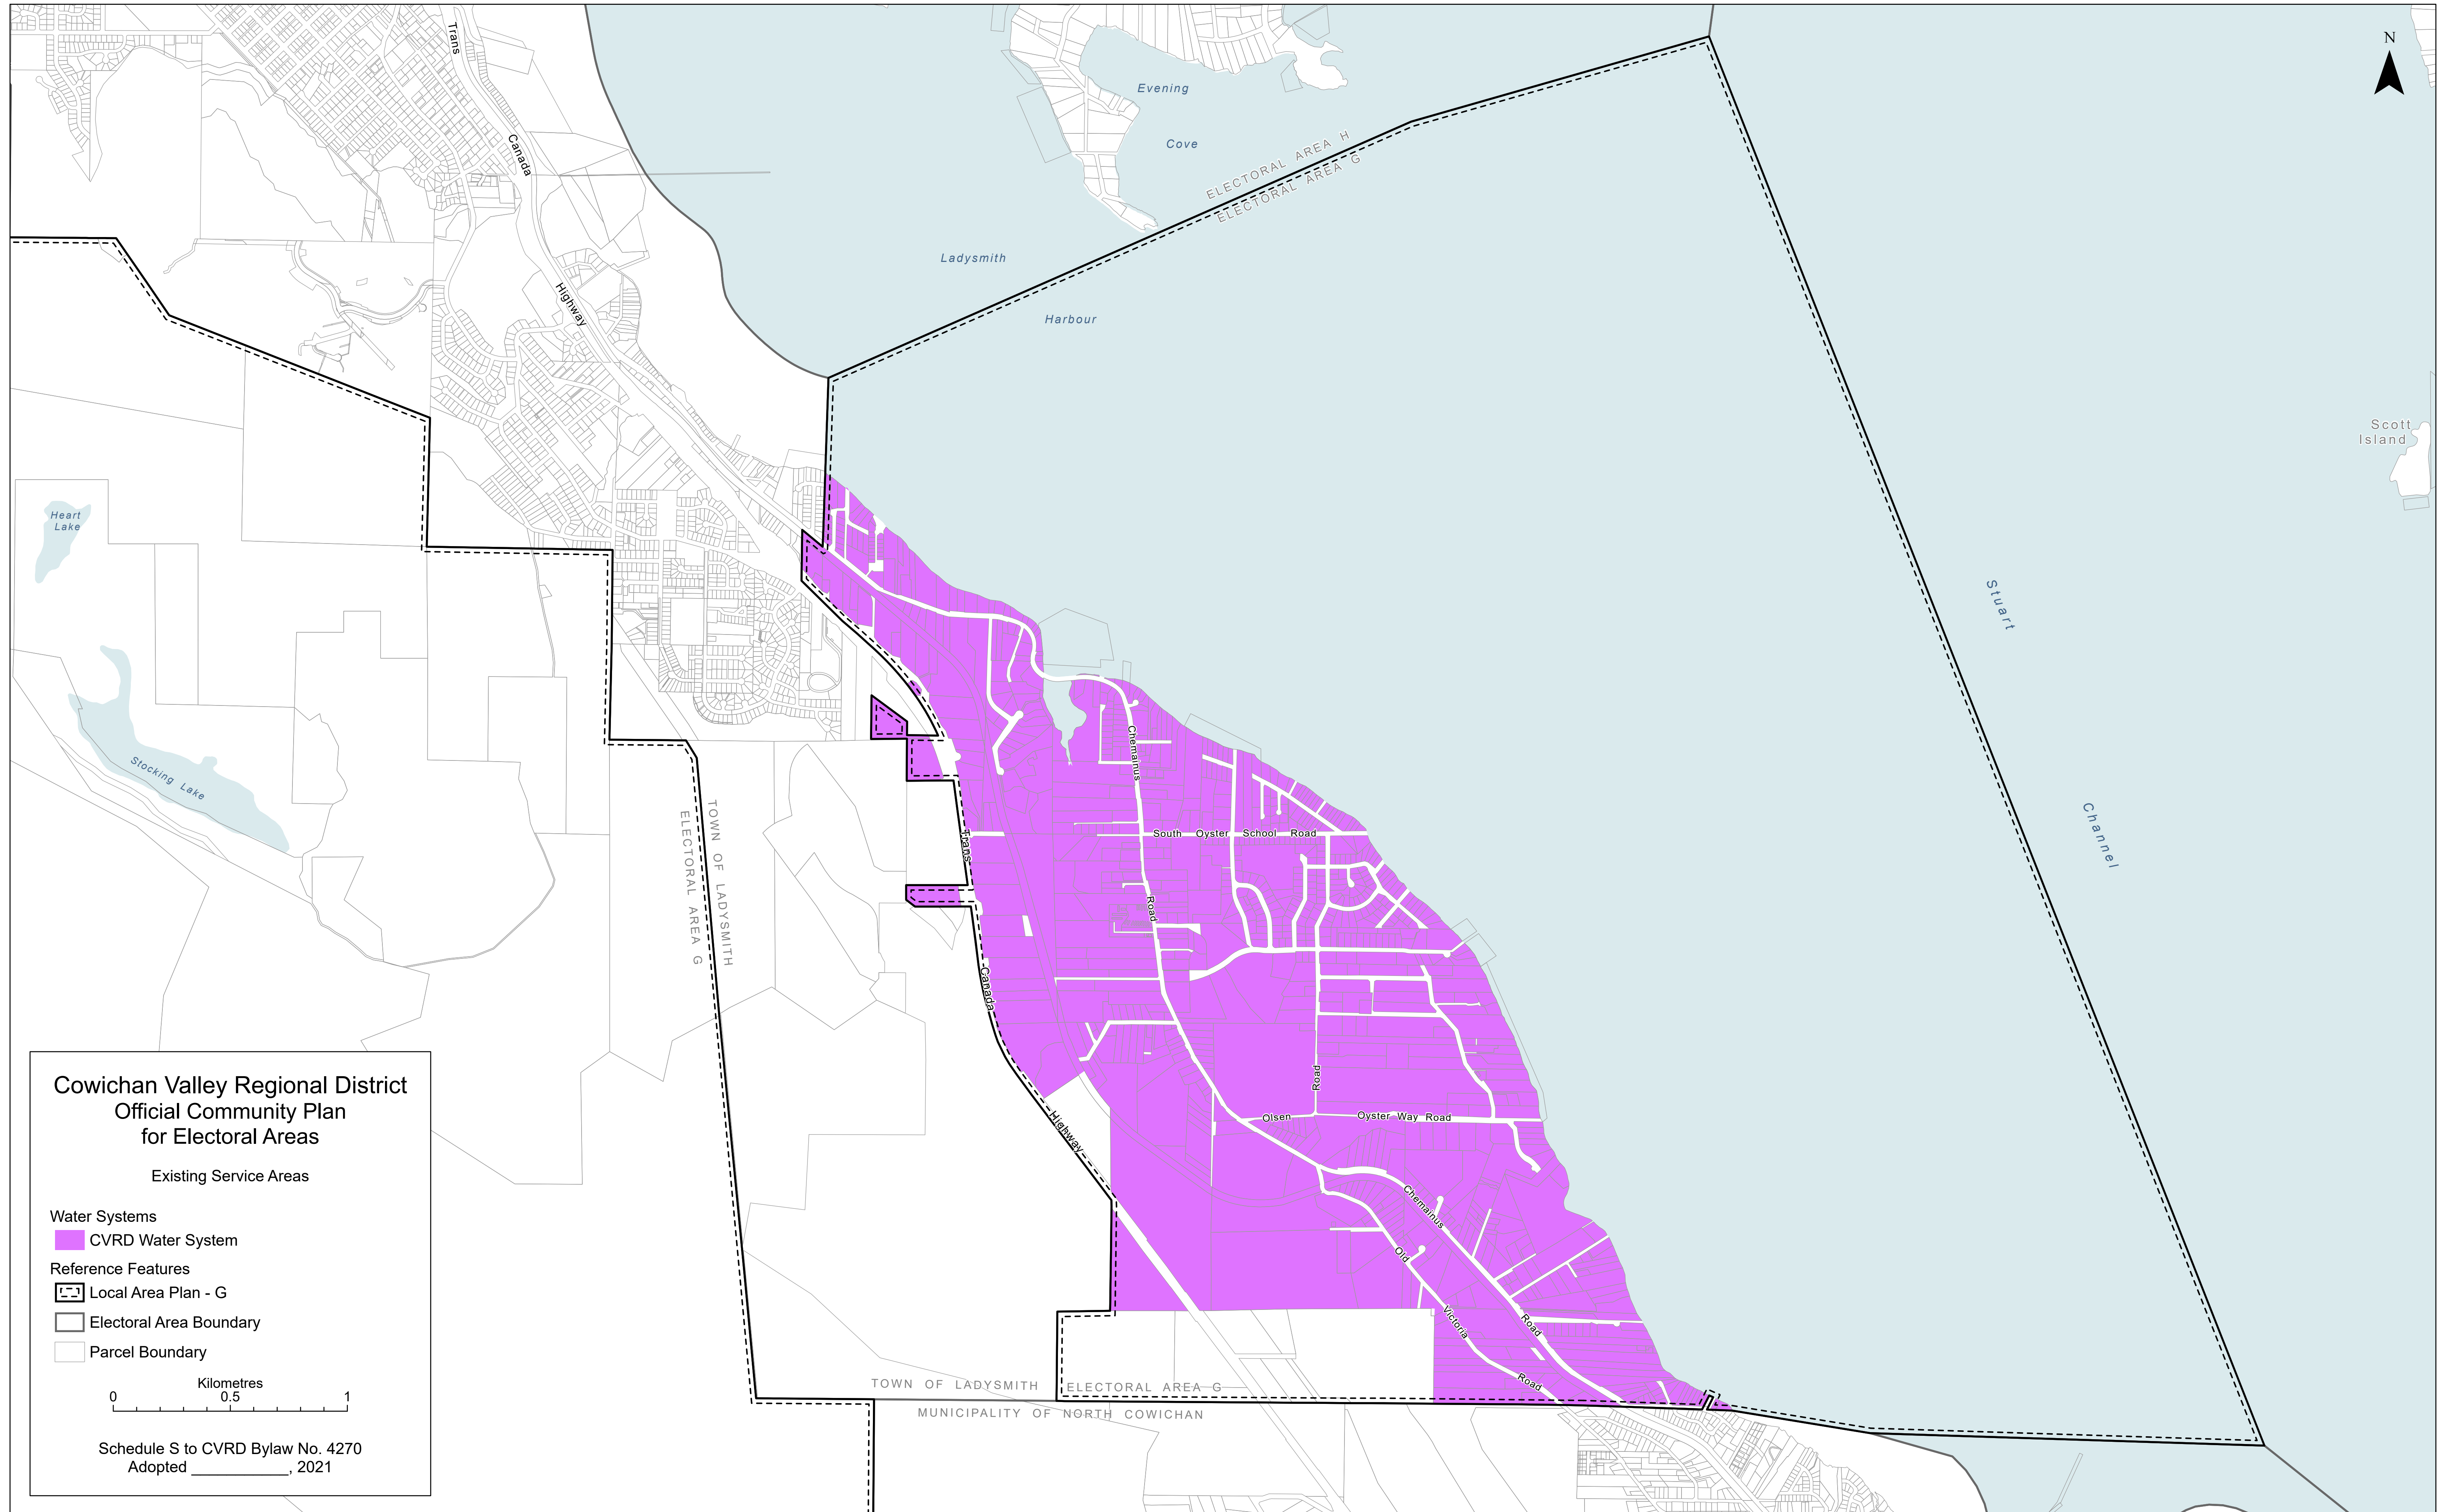 N
Trans
Canada
Highway
Evening
Cove
ELECTORAL AREA H
ELECTORAL AREA G
Ladysmith
Harbour
Scott
Island
Heart
Lake
Stuart
Channel
Stocking Lake
TOWN OF LADYSMITH
ELECTORAL AREA G
Chemainus
Road
South Oyster School Road
Trans
Canada
Highway
Road
Olsen
Oyster Way Road
Chemainus
Road
Old
Victoria
Road
TOWN OF LADYSMITH
ELECTORAL AREA G
MUNICIPALITY OF NORTH COWICHAN
Cowichan Valley Regional District
Official Community Plan
for Electoral Areas
Existing Service Areas
Water Systems
CVRD Water System
Reference Features
Local Area Plan - G
Electoral Area Boundary
Parcel Boundary
Kilometres
0 0.5 1
Schedule S to CVRD Bylaw No. 4270
Adopted ____________, 2021